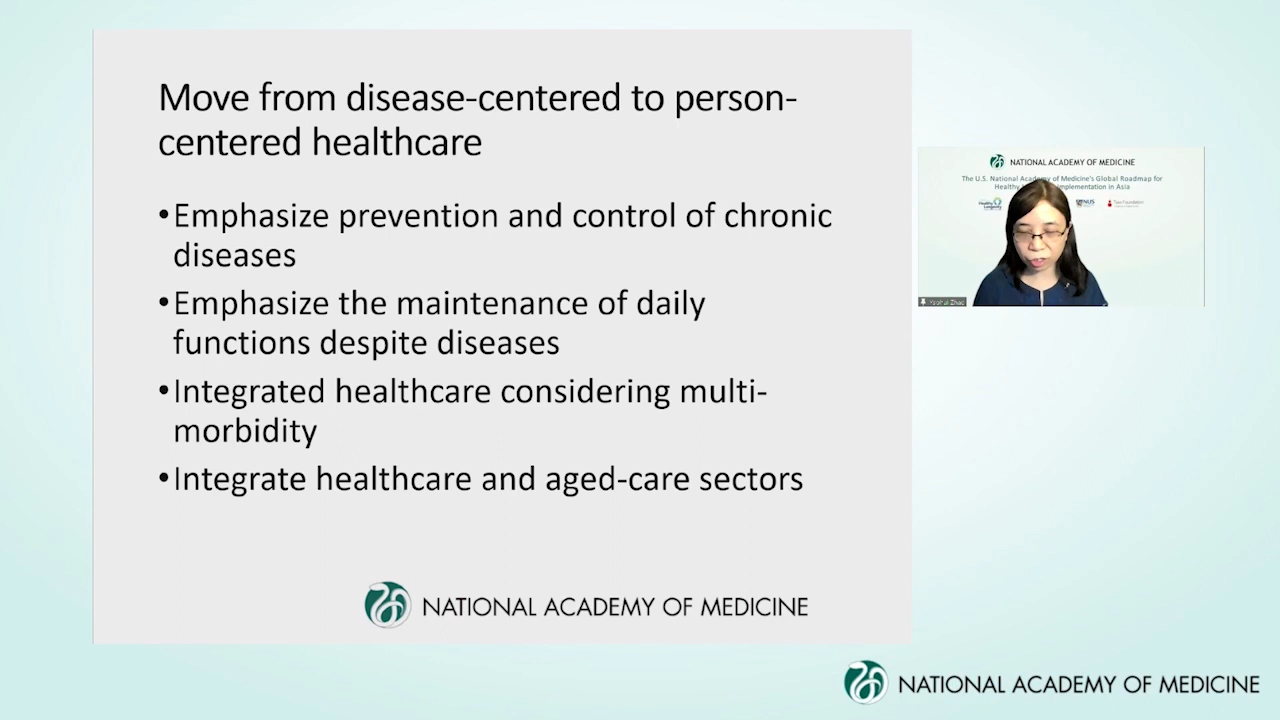 Move from disease-centered to person-
centered healthcare
•Emphasize prevention and control of chronic
diseases
•Emphasize the maintenance of daily
functions despite diseases
•Integrated healthcare considering multi-
morbidity
•Integrate healthcare and aged-care sectors
NATIONAL ACADEMY OF MEDICINE
NATIONAL ACADEMY OF MEDICINE
The U.S. National Academy of Medicine's Global Roadmap for
Healthy implementation in Asia
Healthy Longevity
NUS
Tsao Foundation
Yaohui Zhao
NATIONAL ACADEMY OF MEDICINE